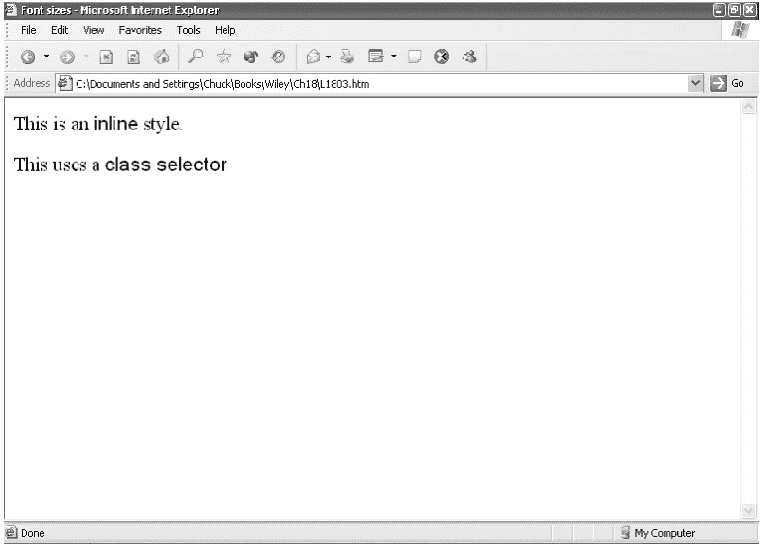 Font sizes - Microsoft Internet Explorer
File Edit View Favorites Tools Help
Address C:\Documents and Settings\Chuck\Books\Wiley\Ch18\L1803.htm Go
This is an inline style.
This uses a class selector
Done My Computer